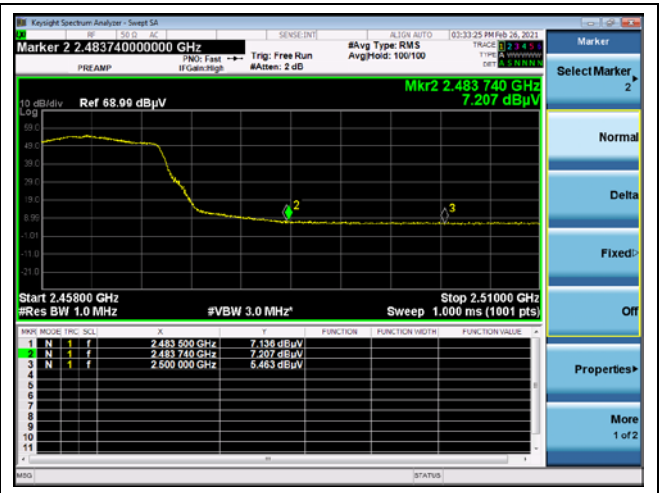 Keysight Spectrum Analyzer - Swept SA
RF 50 Ω AC SENSE:INT ALIGN AUTO 03:33:25 PM Feb 26, 2021
Marker 2 2.483740000000 GHz
PREAMP
PNO: Fast
IFGain:High
Trig: Free Run
#Atten: 2 dB
#Avg Type: RMS
Avg|Hold: 100/100
TRACE 1 2 3 4 5 6
TYPE A WWWWW
DET A S N N N N
Mkr2 2.483 740 GHz
7.207 dBµV
10 dB/div Ref 68.99 dBµV
Log
59.0
49.0
39.0
29.0
19.0
8.99
-1.01
-11.0
-21.0
2
3
Start 2.45800 GHz Stop 2.51000 GHz
#Res BW 1.0 MHz #VBW 3.0 MHz* Sweep 1.000 ms (1001 pts)
MKR MODE TRC SCL X Y FUNCTION FUNCTION WIDTH FUNCTION VALUE
1 N 1 f 2.483 500 GHz 7.136 dBµV
2 N 1 f 2.483 740 GHz 7.207 dBµV
3 N 1 f 2.500 000 GHz 5.463 dBµV
4
5
6
7
8
9
10
11
MSG STATUS
Marker
Select Marker
2
Normal
Delta
Fixed
Off
Properties
More
1 of 2